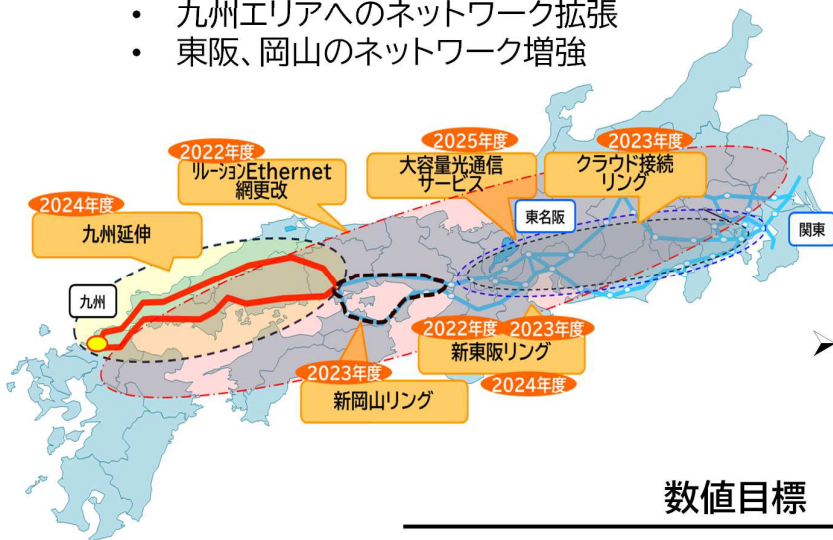 • 九州エリアへのネットワーク拡張
• 東阪、岡山のネットワーク増強
2025年度
大容量光通信
サービス
2023年度
クラウド接続
リング
2022年度
リレーションEthernet
網更改
2024年度
九州延伸
東名阪
関東
九州
2022年度 2023年度
新東阪リング
2024年度
2023年度
新岡山リング
数値目標